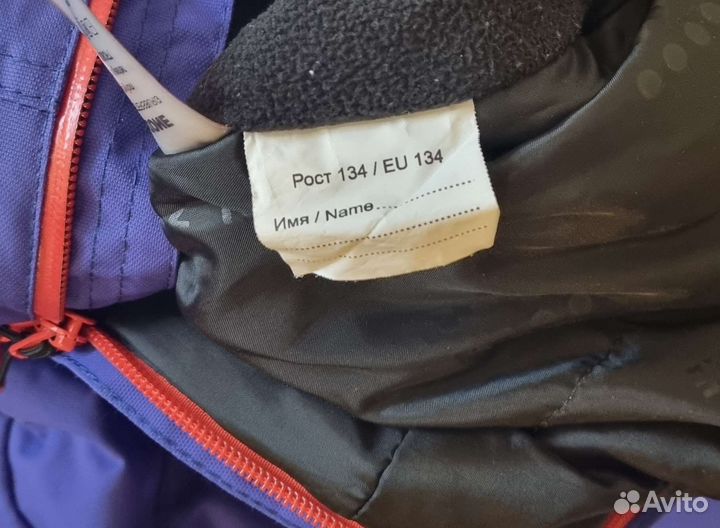 Рост 134 / EU 134
Имя / Name
Avito